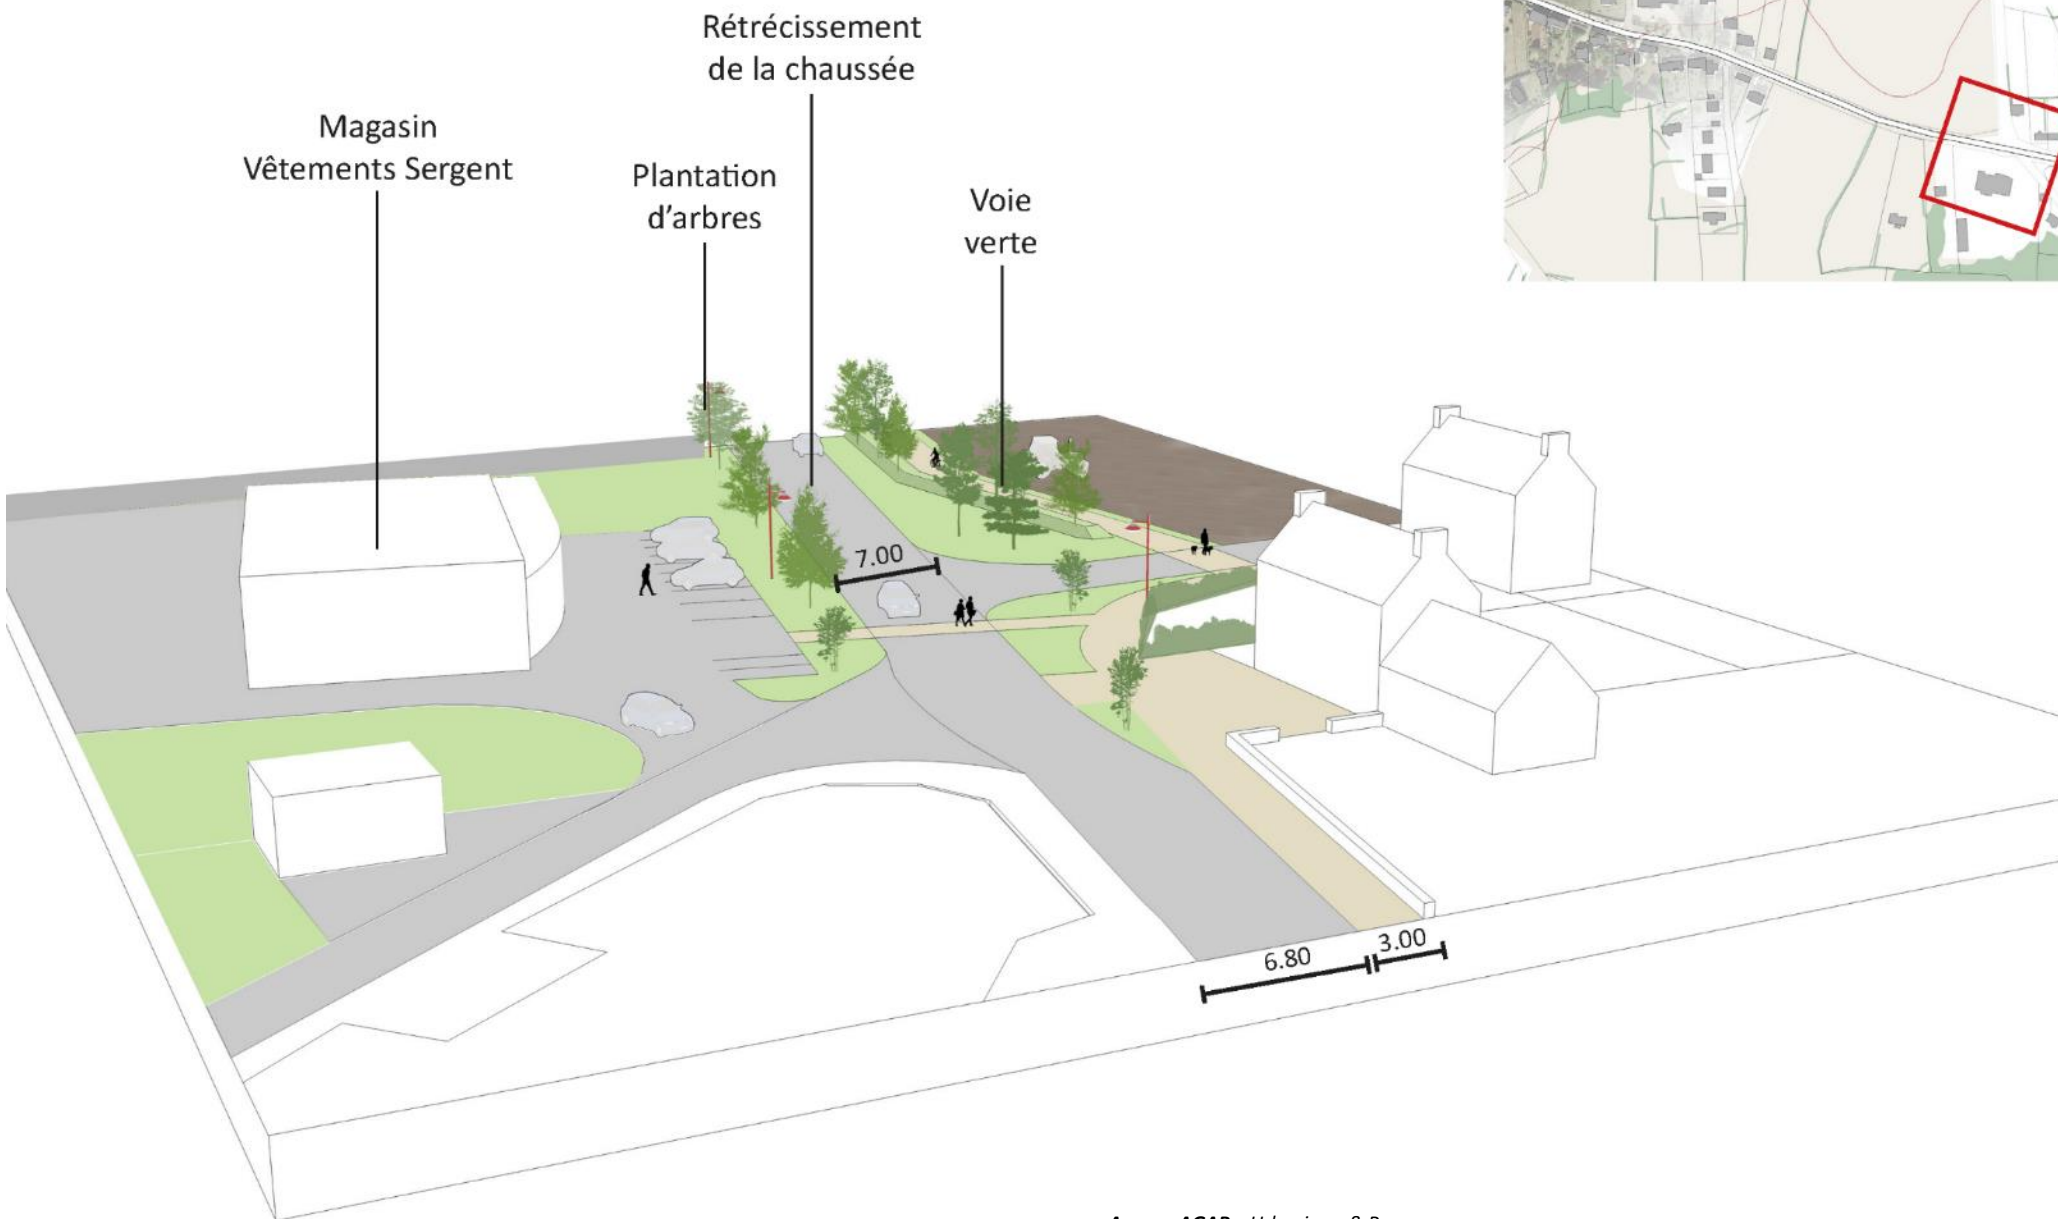 Rétrécissement
de la chaussée
Magasin
Vêtements Sergent
Plantation
d'arbres
Voie
verte
7.00
6.80
3.00